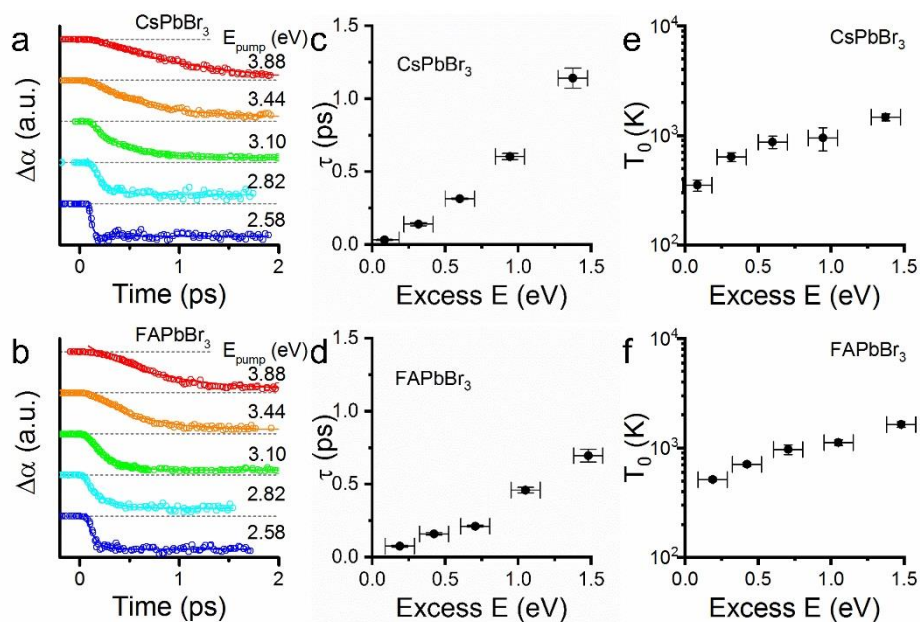 a
CsPbBr3
Epump (eV)
3.88
3.44
3.10
2.82
2.58
Δα (a.u.)
0
1
2
Time (ps)
c
CsPbBr3
1.5
1.0
0.5
0.0
τ (ps)
0.0
0.5
1.0
1.5
Excess E (eV)
e
CsPbBr3
10^4
10^3
10^2
T0 (K)
0.0
0.5
1.0
1.5
Excess E (eV)
b
FAPbBr3
Epump (eV)
3.88
3.44
3.10
2.82
2.58
Δα (a.u.)
0
1
2
Time (ps)
d
FAPbBr3
1.5
1.0
0.5
0.0
τ (ps)
0.0
0.5
1.0
1.5
Excess E (eV)
f
FAPbBr3
10^4
10^3
10^2
T0 (K)
0.0
0.5
1.0
1.5
Excess E (eV)